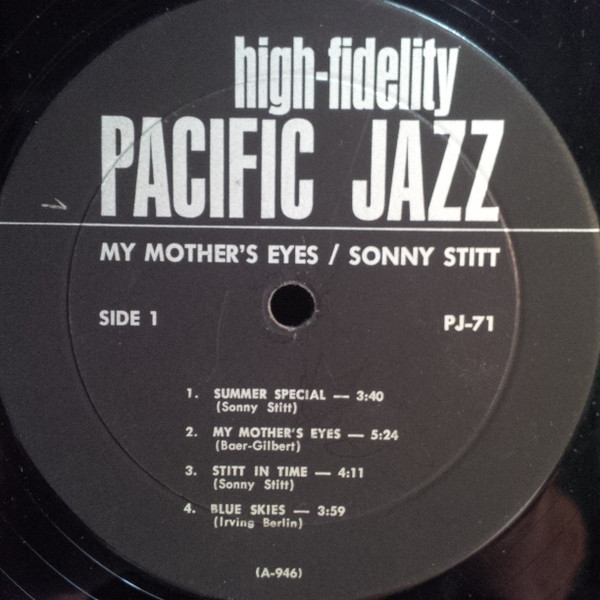 high-fidelity
PACIFIC JAZZ
MY MOTHER'S EYES / SONNY STITT
SIDE 1 PJ-71
1. SUMMER SPECIAL — 3:40
(Sonny Stitt)
2. MY MOTHER'S EYES — 5:24
(Baer-Gilbert)
3. STITT IN TIME — 4:11
(Sonny Stitt)
4. BLUE SKIES — 3:59
(Irving Berlin)
(A-946)